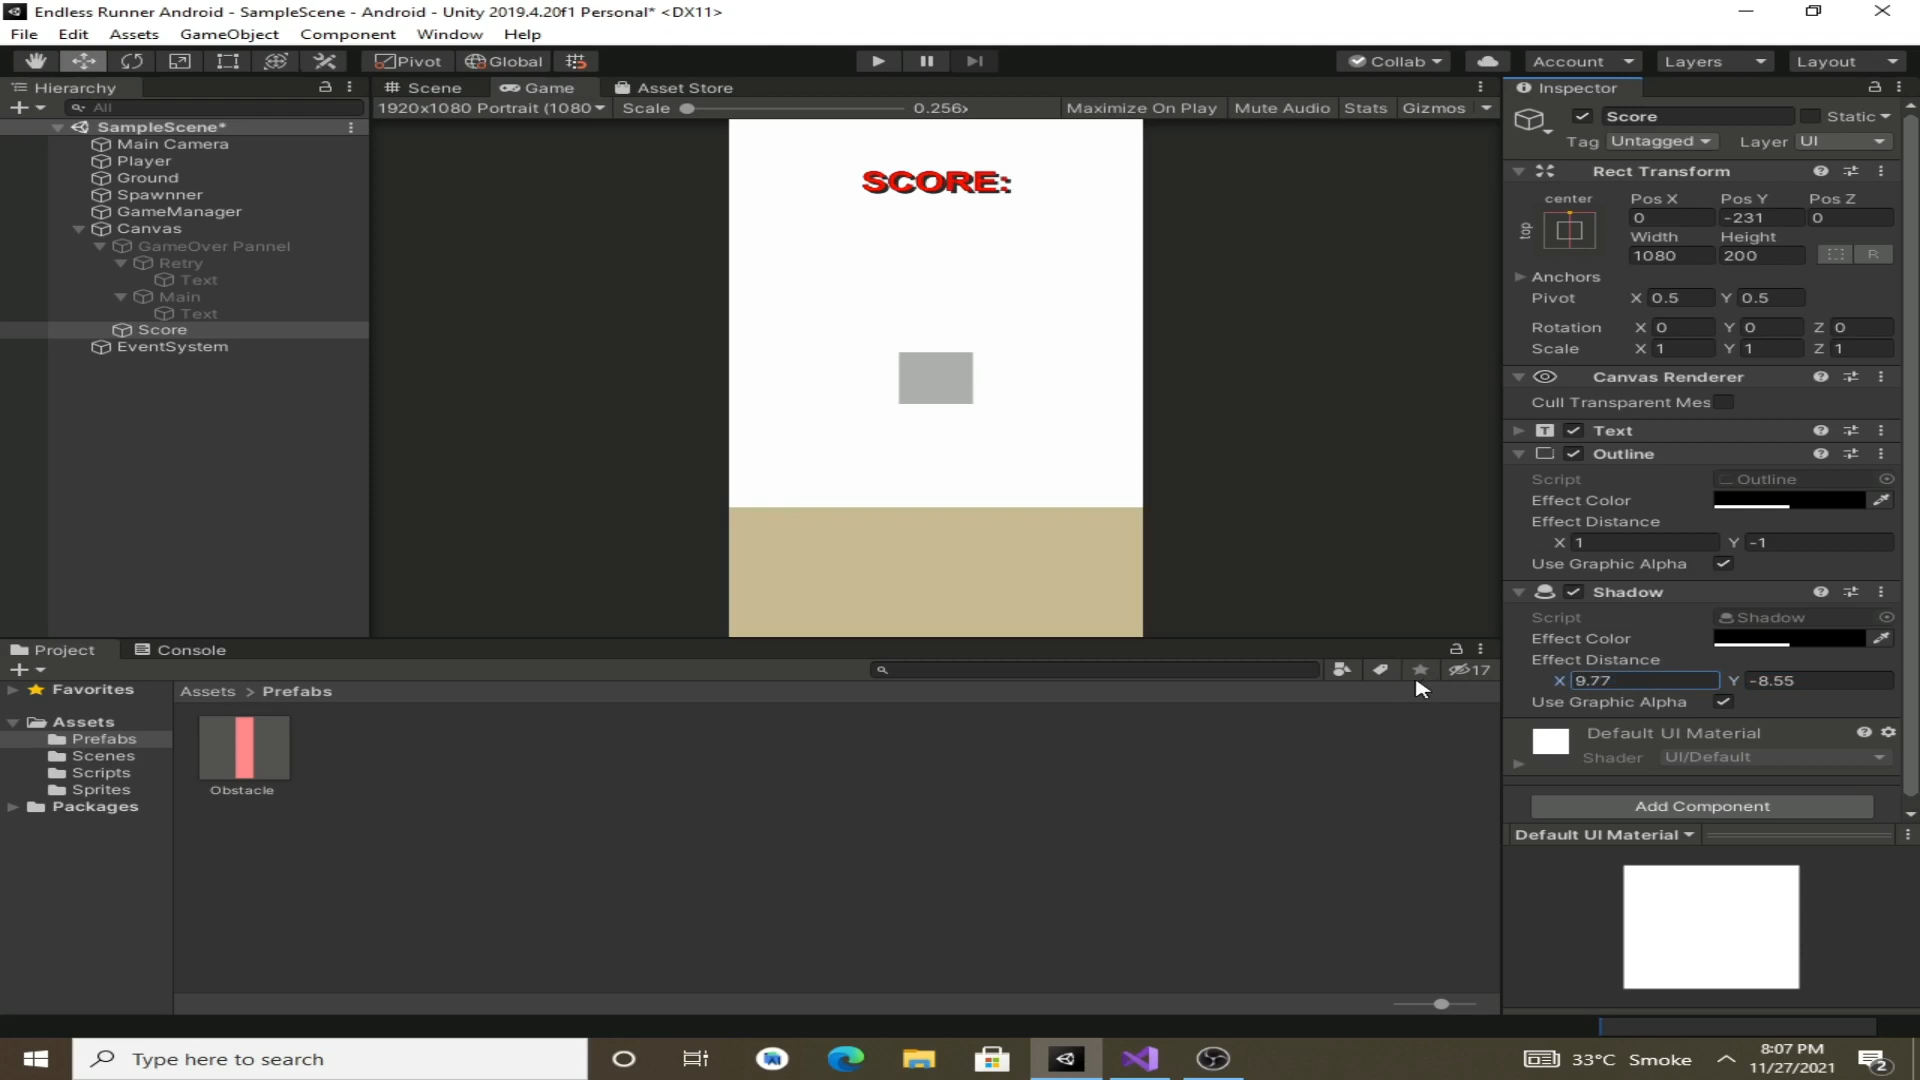 Endless Runner Android - SampleScene - Android - Unity 2019.4.20f1 Personal* <DX11>
File Edit Assets GameObject Component Window Help
Pivot Global Collab Account Layers Layout
Hierarchy Scene Game Asset Store Inspector
All 1920x1080 Portrait (1080 Scale 0.256x Maximize On Play Mute Audio Stats Gizmos
Score Static
Tag Untagged Layer UI
SampleScene*
Main Camera
Player
Ground
Spawnner
GameManager
Canvas
GameOver Pannel
Retry
Text
Main
Text
Score
EventSystem
SCORE:
Rect Transform
center Pos X Pos Y Pos Z
top 0 -231 0
Width Height
1080 200 R
Anchors
Pivot X 0.5 Y 0.5
Rotation X 0 Y 0 Z 0
Scale X 1 Y 1 Z 1
Canvas Renderer
Cull Transparent Mes
Text
Outline
Script Outline
Effect Color
Effect Distance
X 1 Y -1
Use Graphic Alpha
Shadow
Script Shadow
Effect Color
Effect Distance
X 9.77 Y -8.55
Use Graphic Alpha
Default UI Material
Shader UI/Default
Add Component
Default UI Material
Project Console
17
Favorites
Assets
Prefabs
Scenes
Scripts
Sprites
Packages
Assets > Prefabs
Obstacle
Type here to search
33°C Smoke
8:07 PM
11/27/2021
2